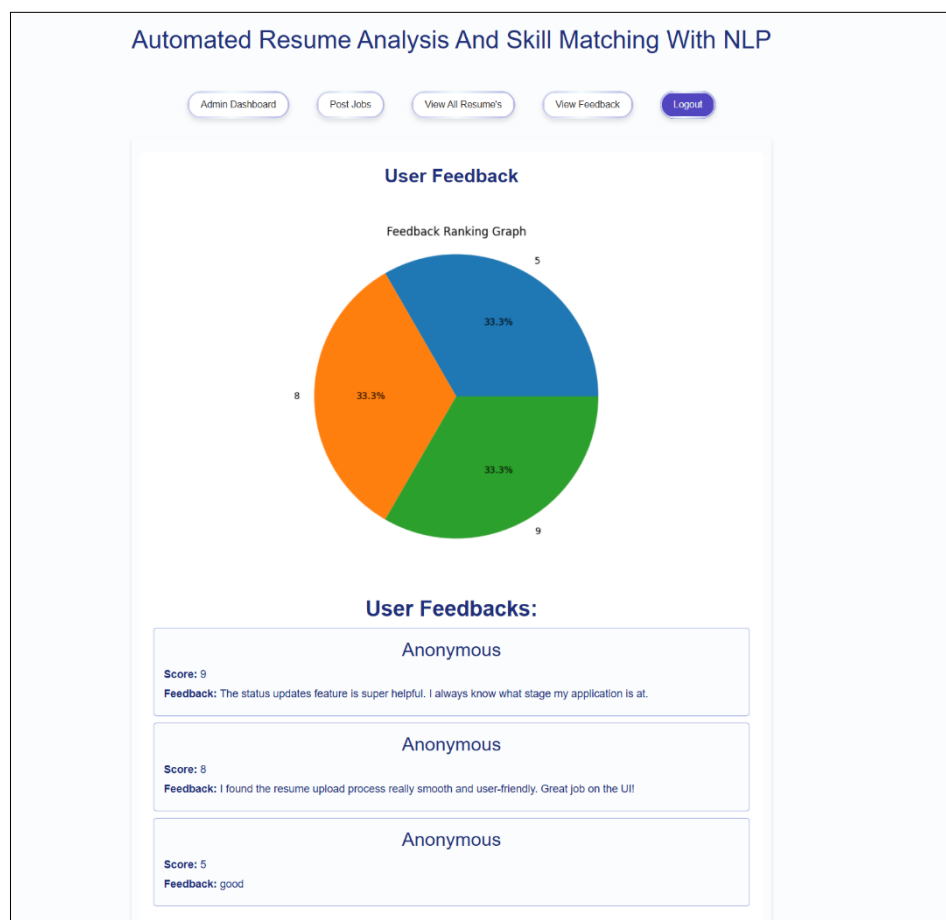 Automated Resume Analysis And Skill Matching With NLP
Admin Dashboard Post Jobs View All Resume's View Feedback Logout
User Feedback
Feedback Ranking Graph
5
33.3%
8 33.3%
33.3%
9
User Feedbacks:
Anonymous
Score: 9
Feedback: The status updates feature is super helpful. I always know what stage my application is at.
Anonymous
Score: 8
Feedback: I found the resume upload process really smooth and user-friendly. Great job on the UI!
Anonymous
Score: 5
Feedback: good